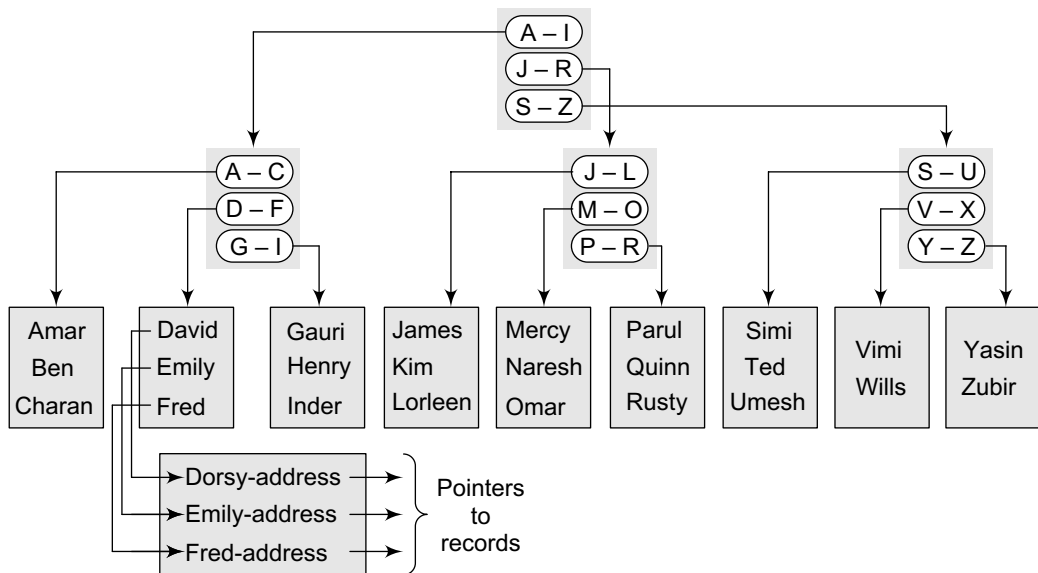 A – I
J – R
S – Z
A – C
D – F
G – I
J – L
M – O
P – R
S – U
V – X
Y – Z
Amar
Ben
Charan
David
Emily
Fred
Gauri
Henry
Inder
James
Kim
Lorleen
Mercy
Naresh
Omar
Parul
Quinn
Rusty
Simi
Ted
Umesh
Vimi
Wills
Yasin
Zubir
Dorsy-address
Emily-address
Fred-address
Pointers
to
records